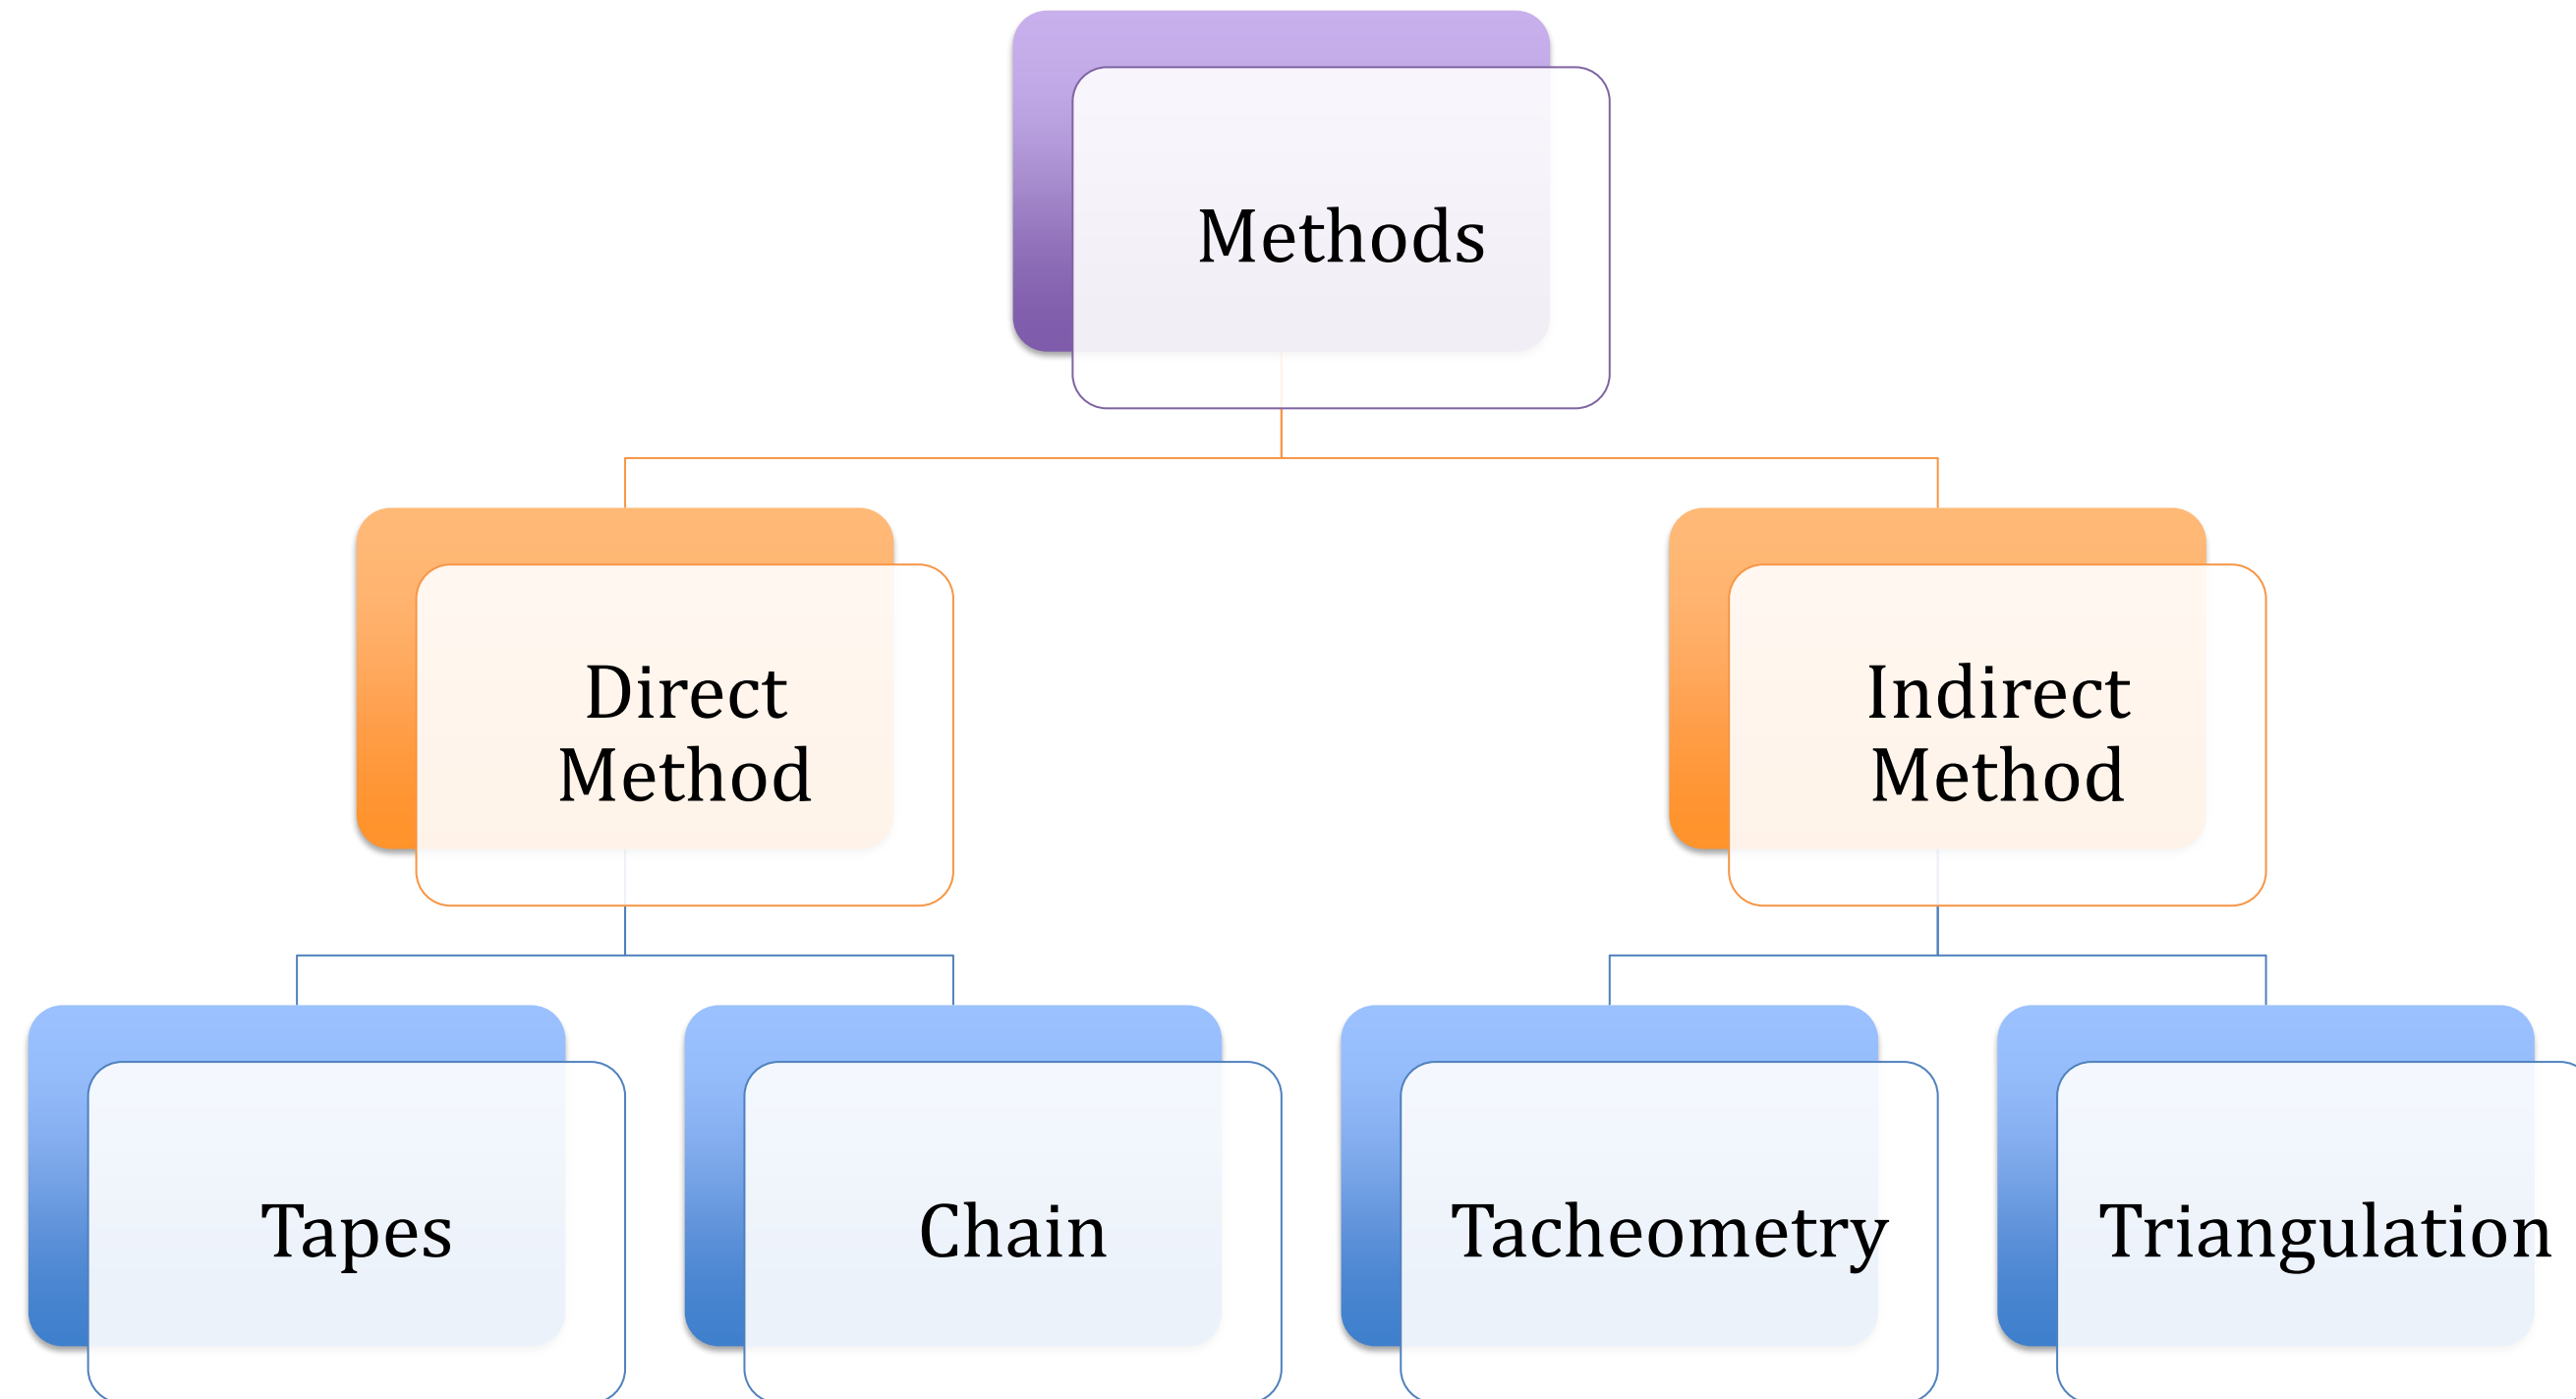 Methods
Direct
Method
Indirect
Method
Tapes
Chain
Tacheometry
Triangulation